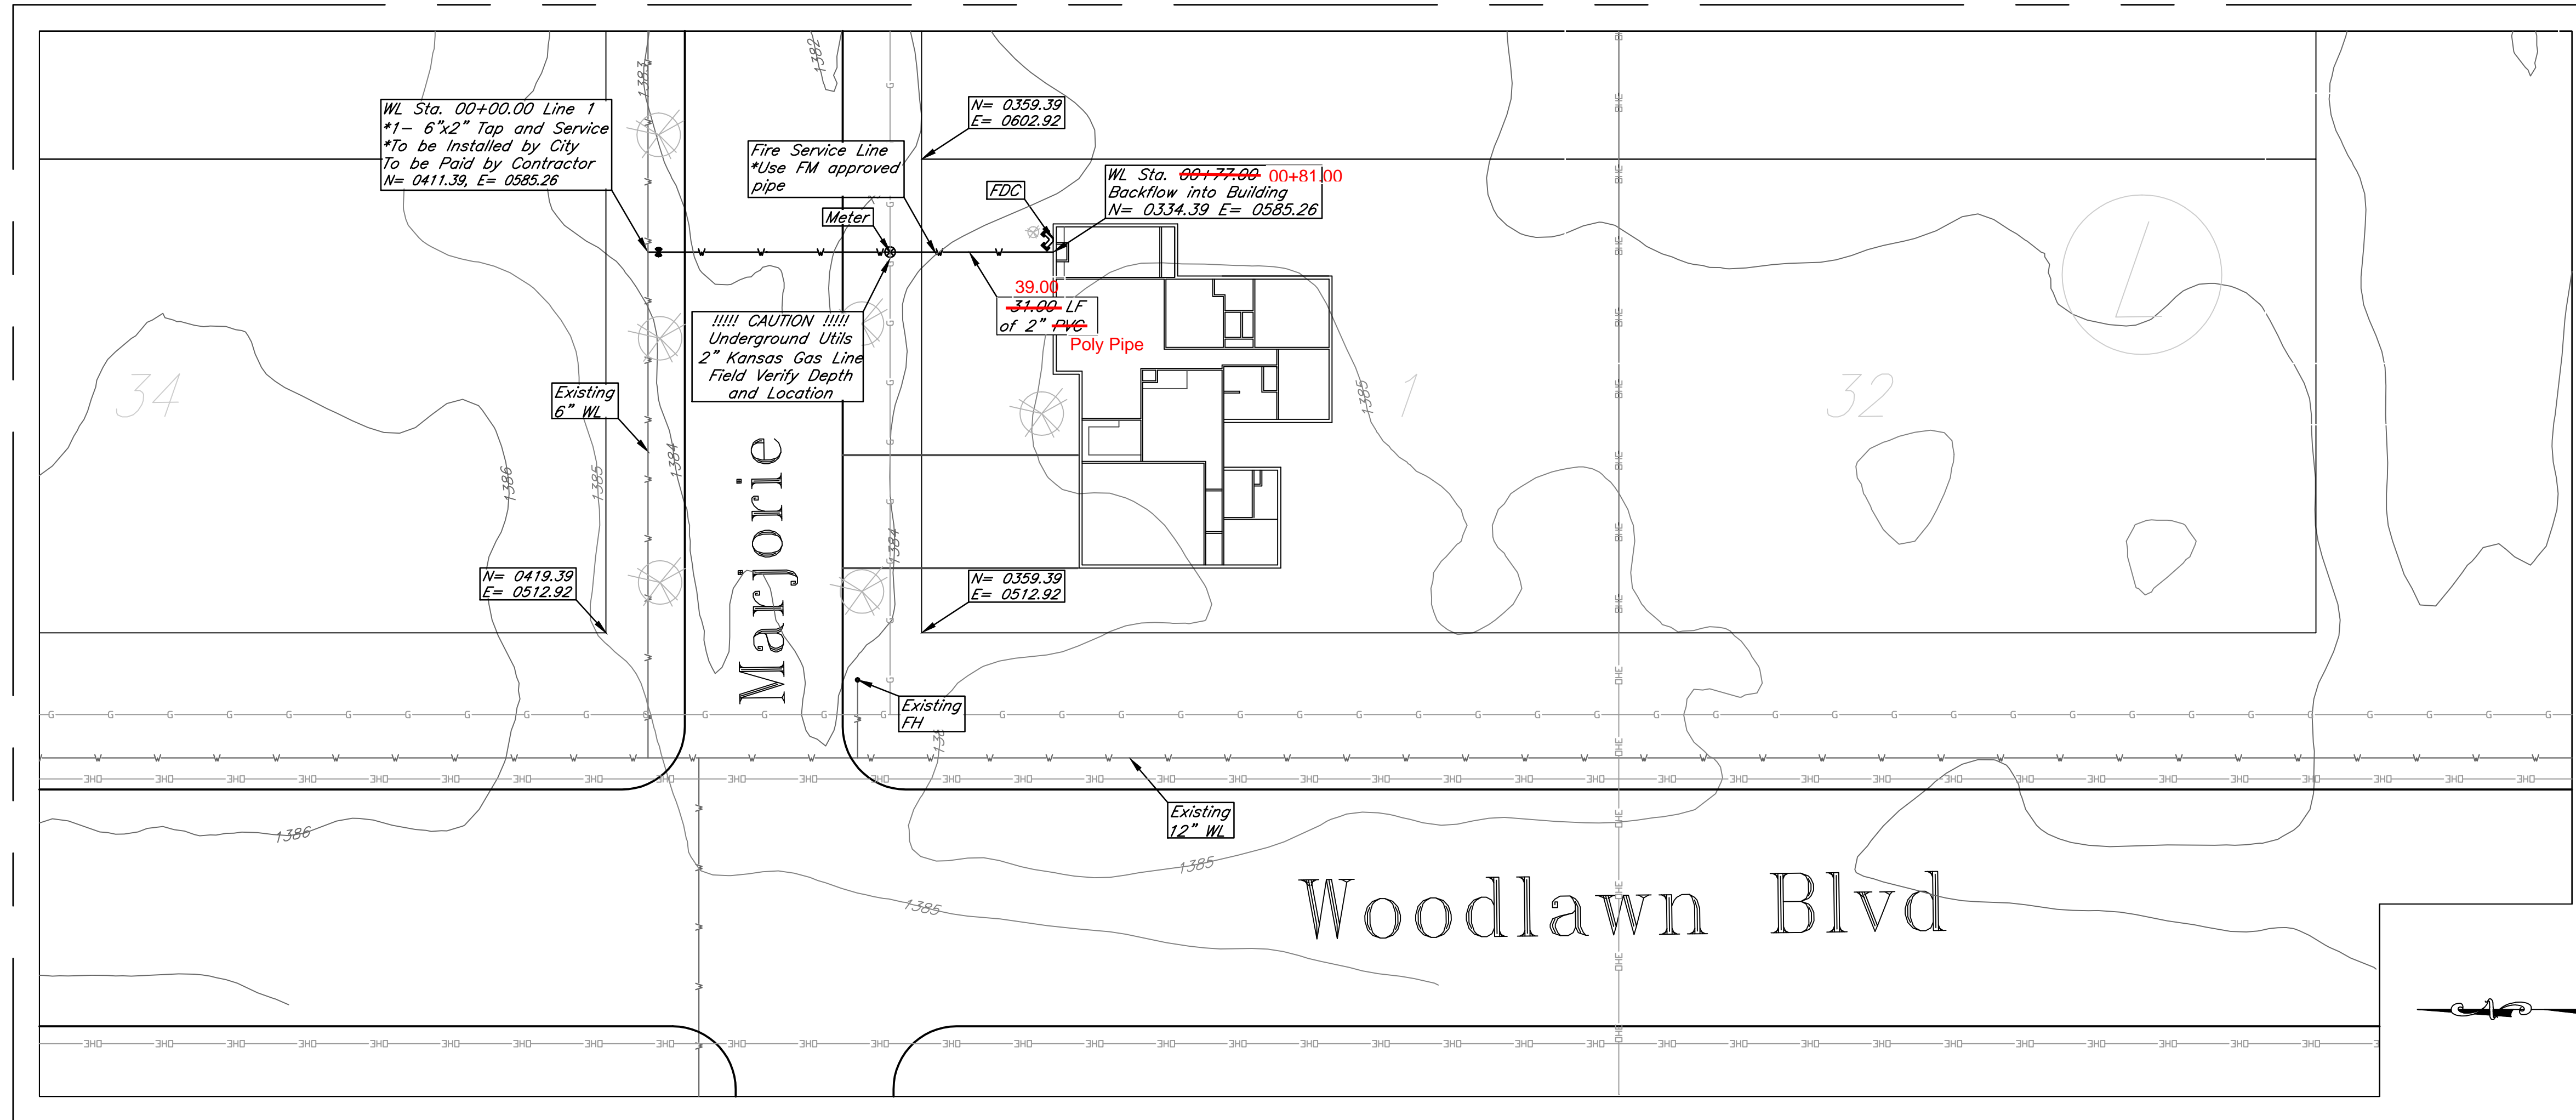 1382
1383
WL Sta. 00+00.00 Line 1
*1- 6"x2" Tap and Service
*To be Installed by City
To be Paid by Contractor
N= 0411.39, E= 0585.26
Fire Service Line
*Use FM approved
pipe
N= 0359.39
E= 0602.92
WL Sta. 00+77.00 00+81.00
Backflow into Building
N= 0334.39 E= 0585.26
FDC
Meter
39.00
31.00 LF
of 2" PVC
Poly Pipe
!!!!! CAUTION !!!!!
Underground Utils
2" Kansas Gas Line
Field Verify Depth
and Location
Existing
6" WL
34
1
32
1386
1385
1384
1385
1384
Marjorie
N= 0419.39
E= 0512.92
N= 0359.39
E= 0512.92
Existing
FH
Existing
12" WL
1386
1385
1385
Woodlawn Blvd